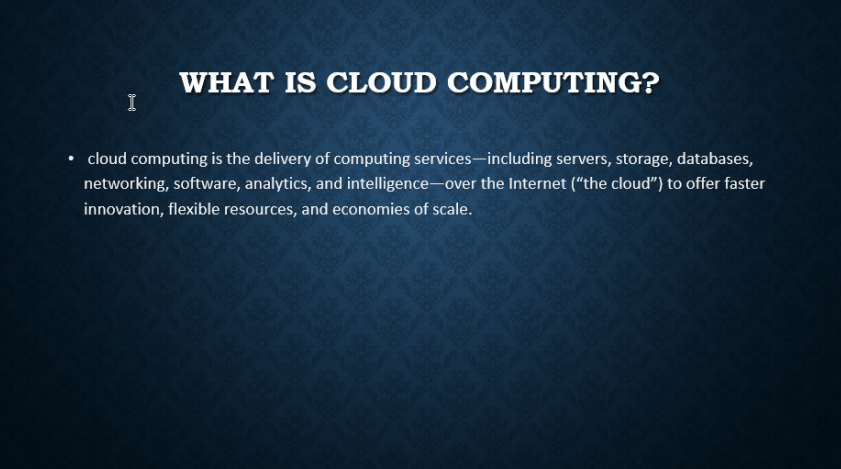 WHAT IS CLOUD COMPUTING?
• cloud computing is the delivery of computing services—including servers, storage, databases,
networking, software, analytics, and intelligence—over the Internet (“the cloud”) to offer faster
innovation, flexible resources, and economies of scale.